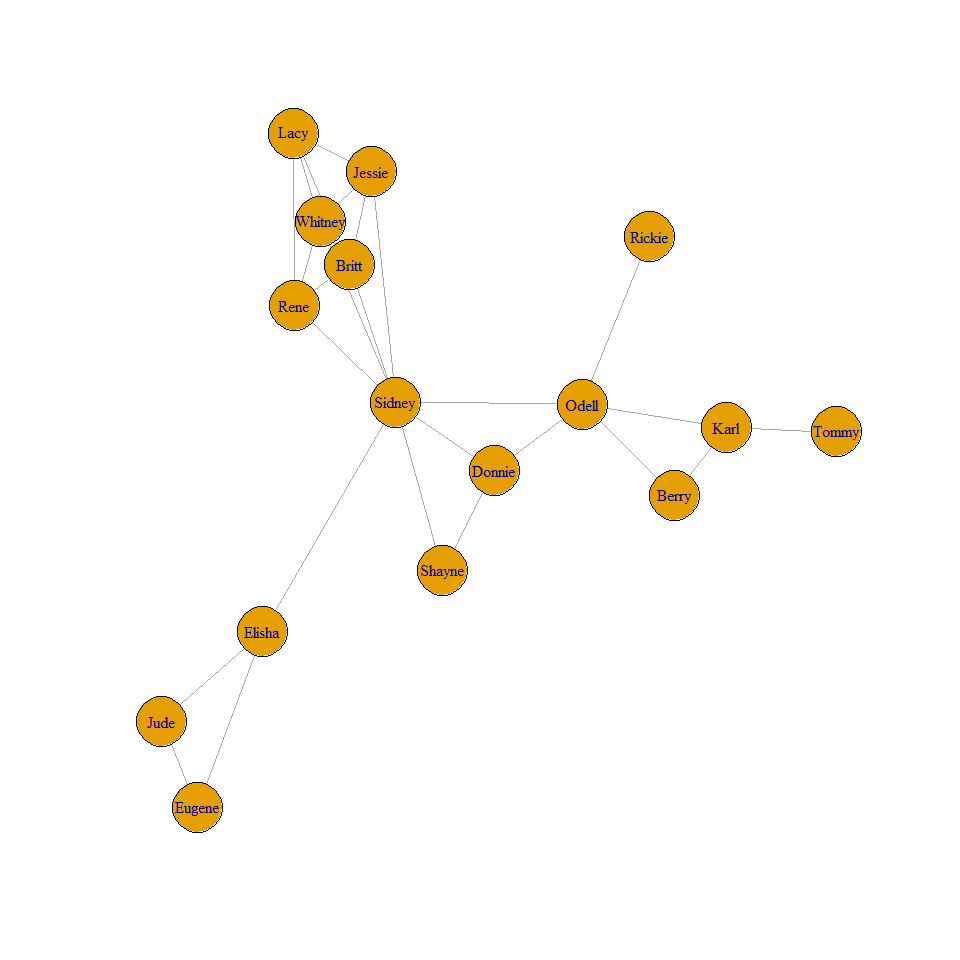 Lacy
Jessie
Whitney
Rickie
Britt
Rene
Sidney
Odell
Karl
Tommy
Donnie
Berry
Shayne
Elisha
Jude
Eugene